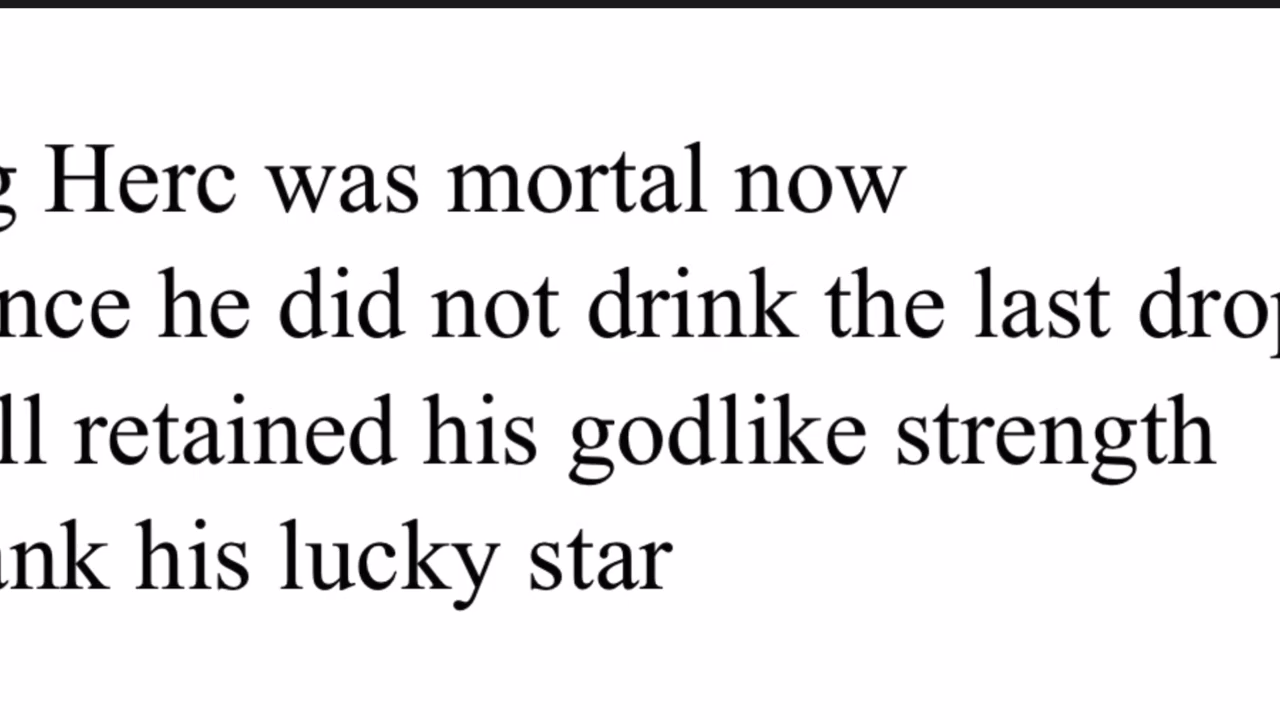 Herc was mortal now
he did not drink the last
retained his godlike strength
his lucky star